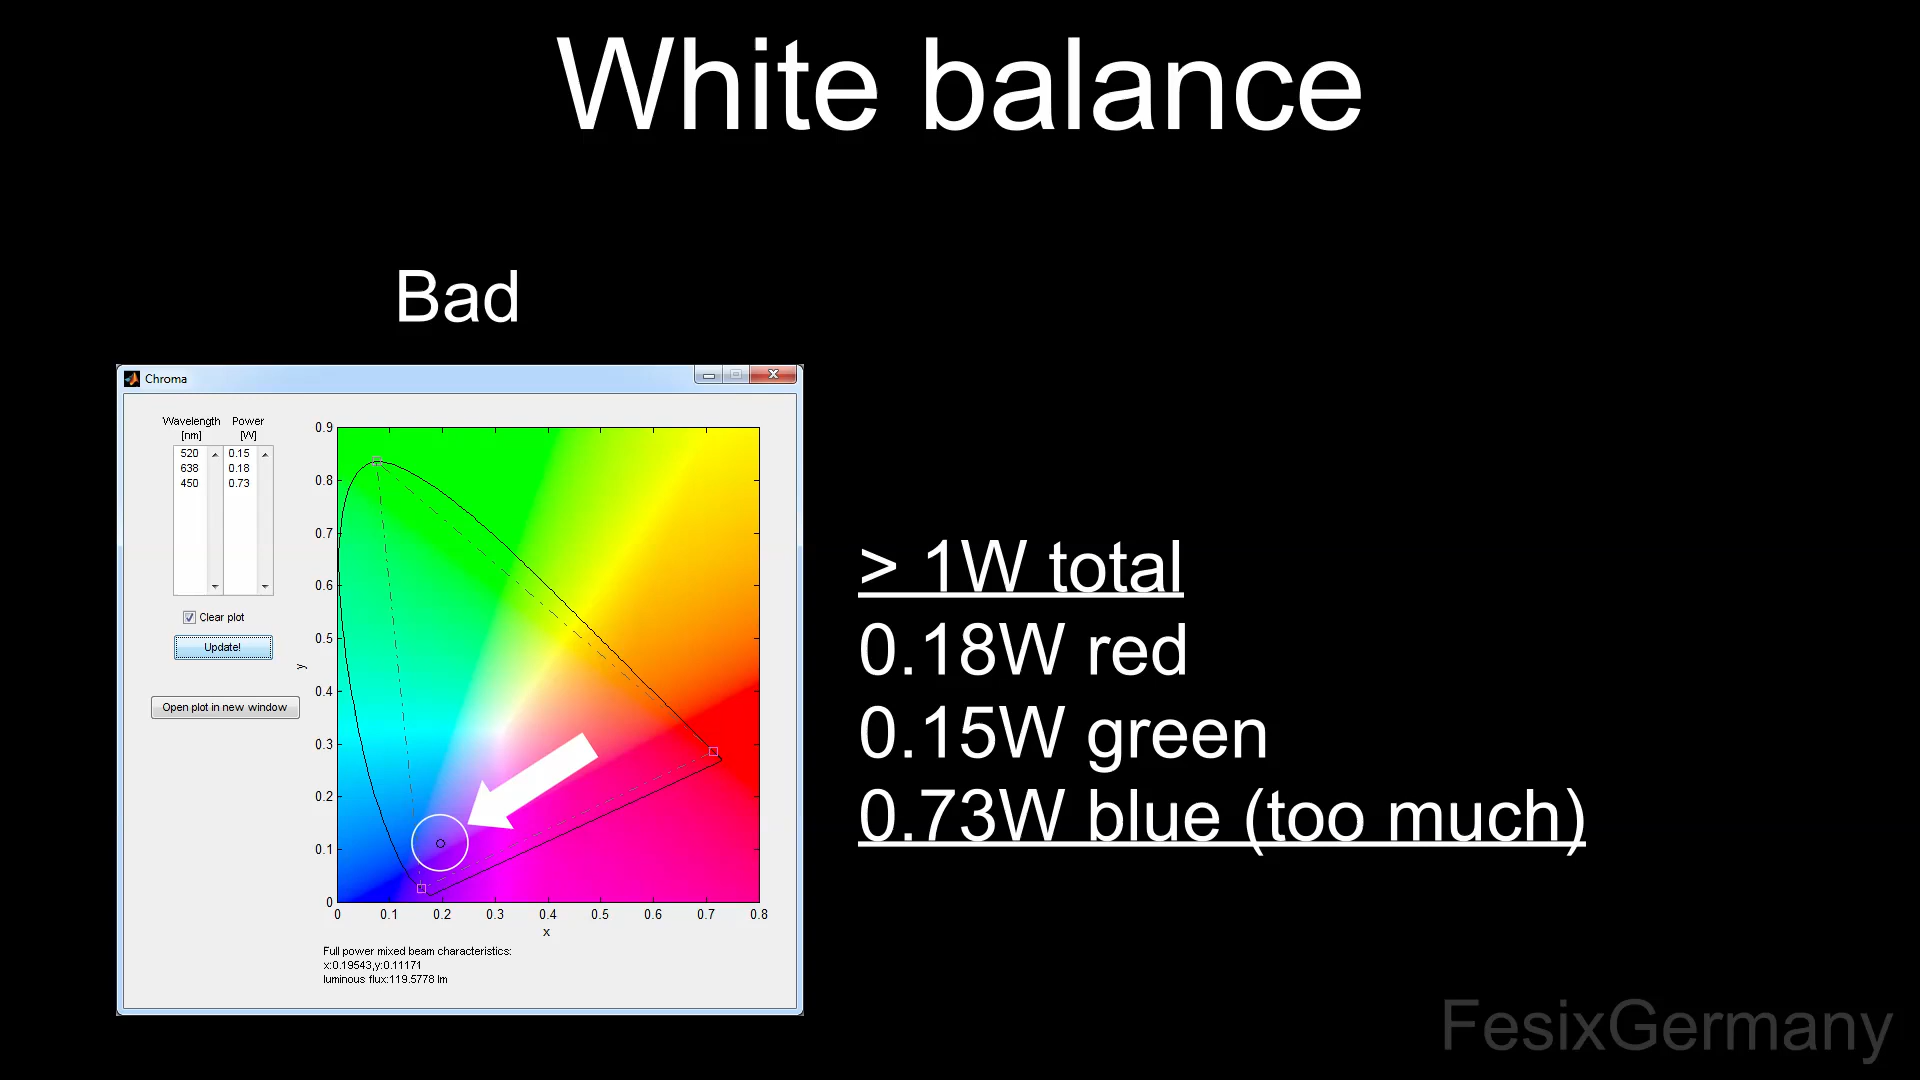 White balance
Bad
Chroma
Wavelength Power
[nm] [W]
520 0.15
638 0.18
450 0.73
Clear plot
Update!
Open plot in new window
0.9
0.8
0.7
0.6
0.5
0.4
0.3
0.2
0.1
0
y
0 0.1 0.2 0.3 0.4 0.5 0.6 0.7 0.8
x
Full power mixed beam characteristics:
x:0.19543,y:0.11171
luminous flux:119.5778 lm
> 1W total
0.18W red
0.15W green
0.73W blue (too much)
FesixGermany